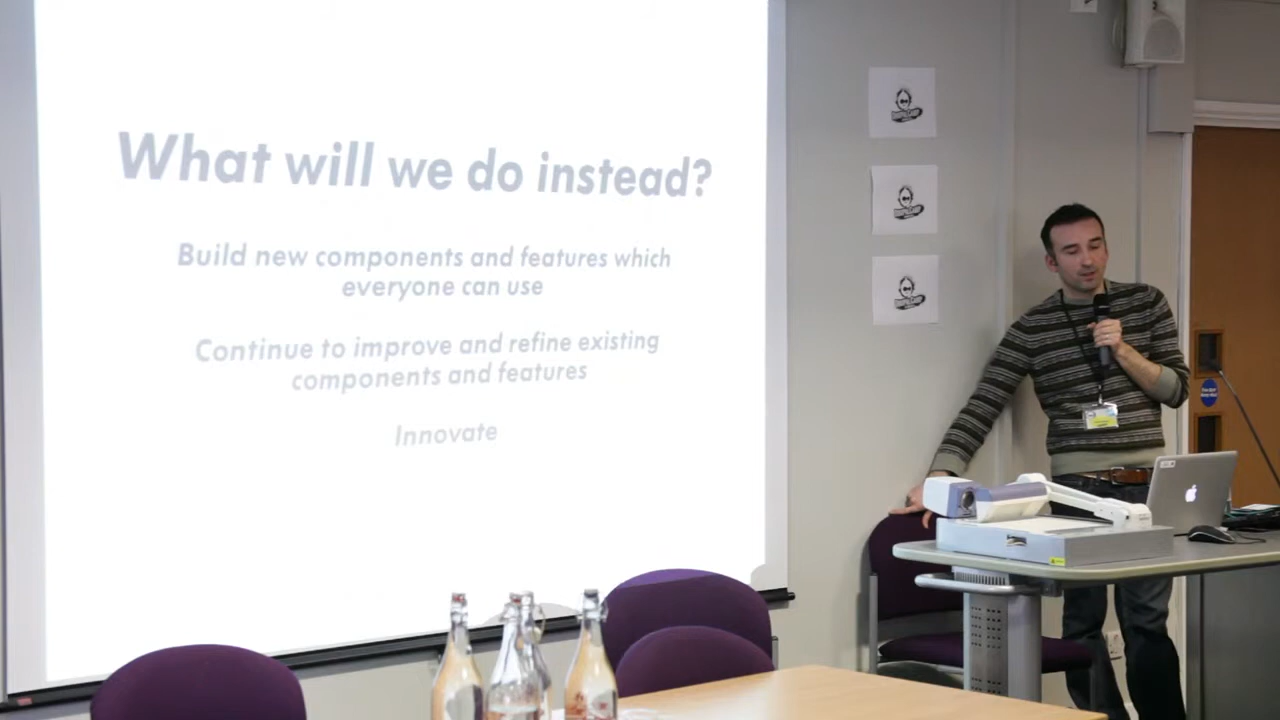 What will we do instead?
Build new components and features which
everyone can use
Continue to improve and refine existing
components and features
Innovate